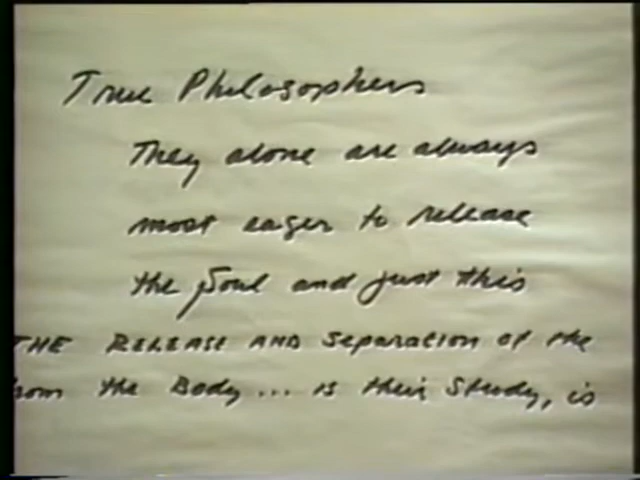 True Philosophers
They alone are always
most eager to release
the Soul and just this
THE RELEASE AND Separation of the
rom the Body... is their Study, is